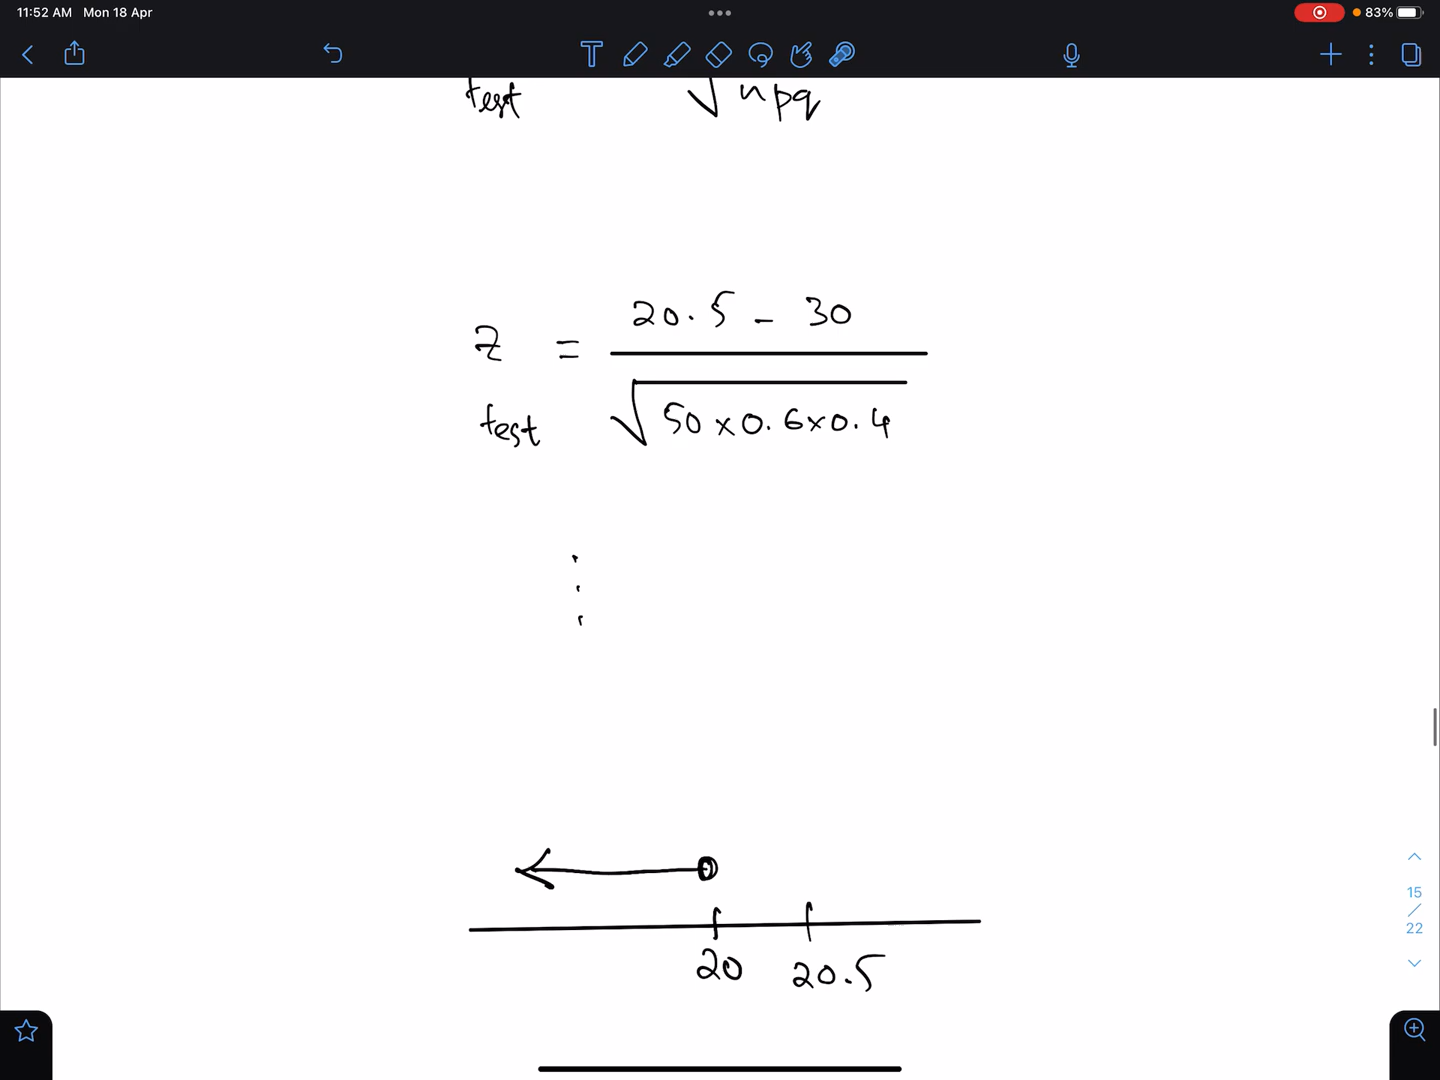 11:52 AM Mon 18 Apr
83%
test √npq
20.5 - 30
Z =
test √50 x 0.6 x 0.4
15
/
22
20 20.5